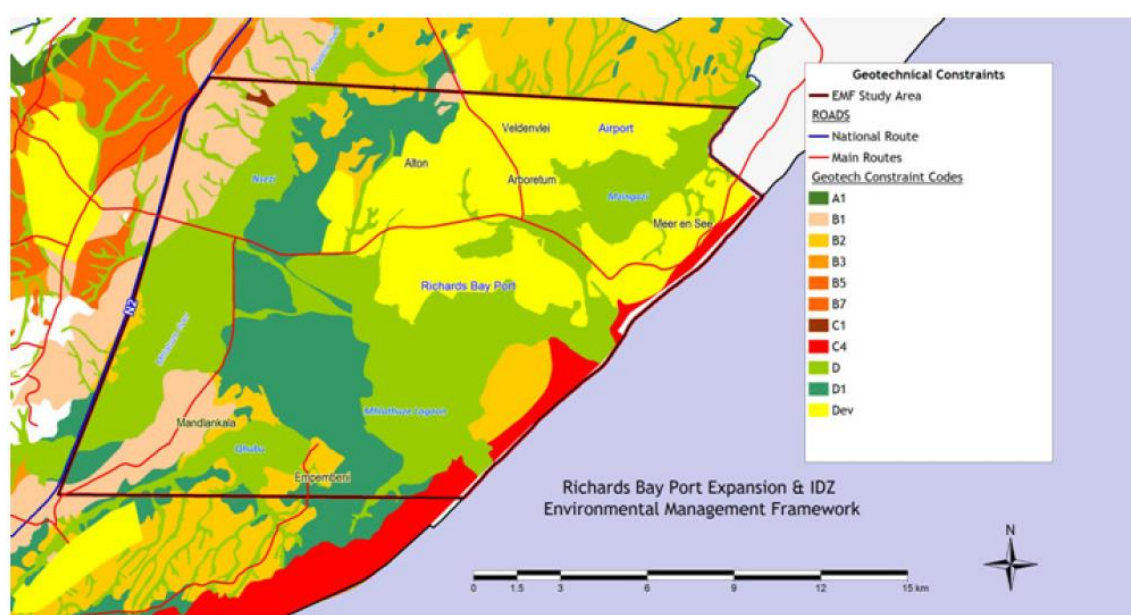 Nsezi
Veldenvlei
Airport
Alton
Arboretum
Mzingazi
Meer en See
Richards Bay Port
N2
Mhlathuze Lagoon
Mandlankala
Qhubu
Empembeni
Geotechnical Constraints
EMF Study Area
ROADS
National Route
Main Routes
Geotech Constraint Codes
A1
B1
B2
B3
B5
B7
C1
C4
D
D1
Dev
Richards Bay Port Expansion & IDZ
Environmental Management Framework
N
0 1.5 3 6 9 12 15 km